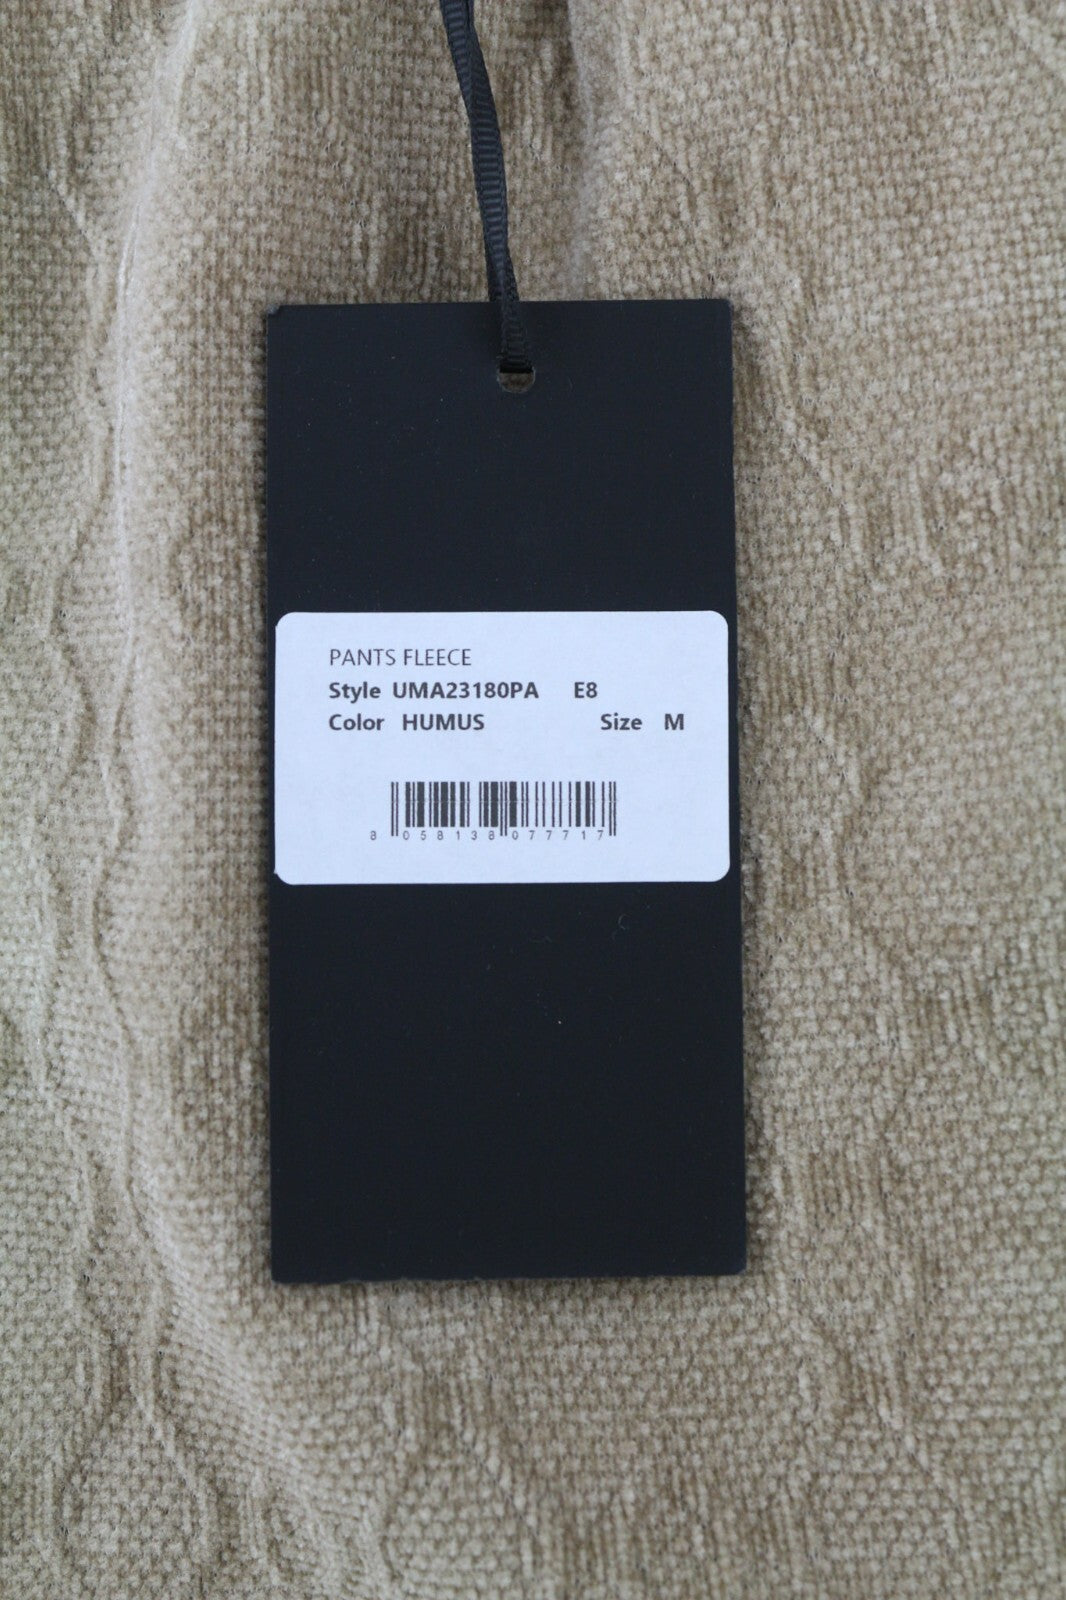 PANTS FLEECE
Style UMA23180PA E8
Color HUMUS Size M
8 058138 077717